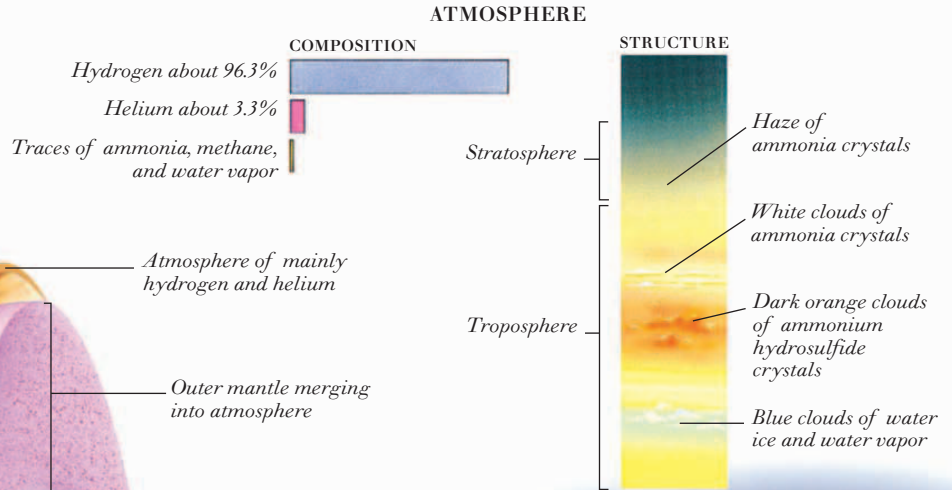 ATMOSPHERE
COMPOSITION
Hydrogen about 96.3%
Helium about 3.3%
Traces of ammonia, methane,
and water vapor
Atmosphere of mainly
hydrogen and helium
Outer mantle merging
into atmosphere
STRUCTURE
Stratosphere
Troposphere
Haze of
ammonia crystals
White clouds of
ammonia crystals
Dark orange clouds
of ammonium
hydrosulfide
crystals
Blue clouds of water
ice and water vapor